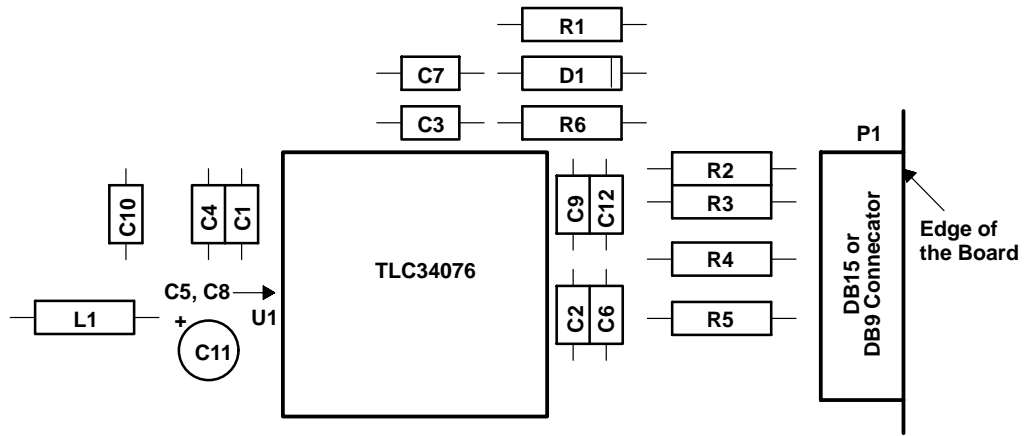 R1
C7
D1
C3
R6
P1
R2
R3
C10
C4
C1
C9
C12
Edge of
the Board
TLC34076
R4
DB15 or
DB9 Connecator
C5, C8
U1
L1
+
C11
C2
C6
R5